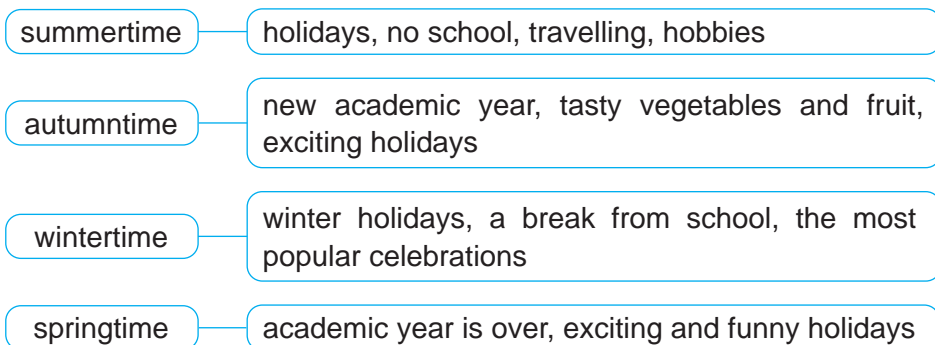 summertime holidays, no school, travelling, hobbies
autumntime new academic year, tasty vegetables and fruit,
exciting holidays
wintertime winter holidays, a break from school, the most
popular celebrations
springtime academic year is over, exciting and funny holidays